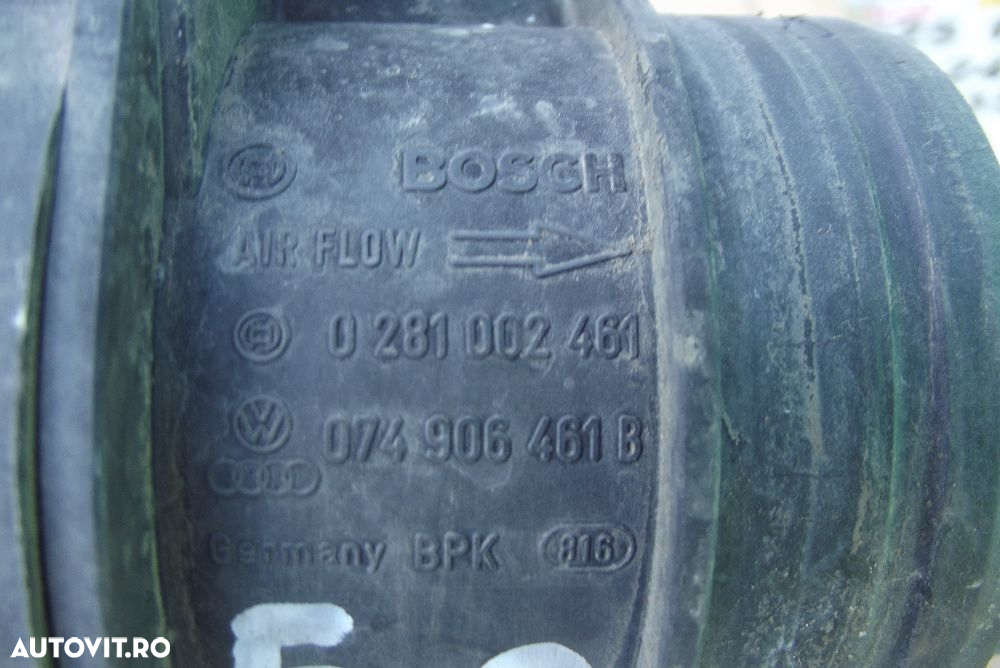 BOSCH
AIR FLOW
0 281 002 461
074 906 461 B
Germany BPK 816
AUTOVIT.RO